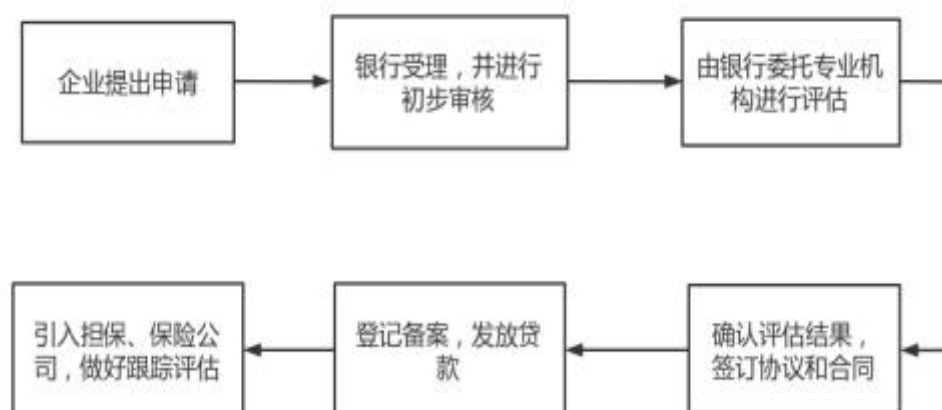 企业提出申请
银行受理，并进行
初步审核
由银行委托专业机
构进行评估
确认评估结果，
签订协议和合同
登记备案，发放贷
款
引入担保、保险公
司，做好跟踪评估